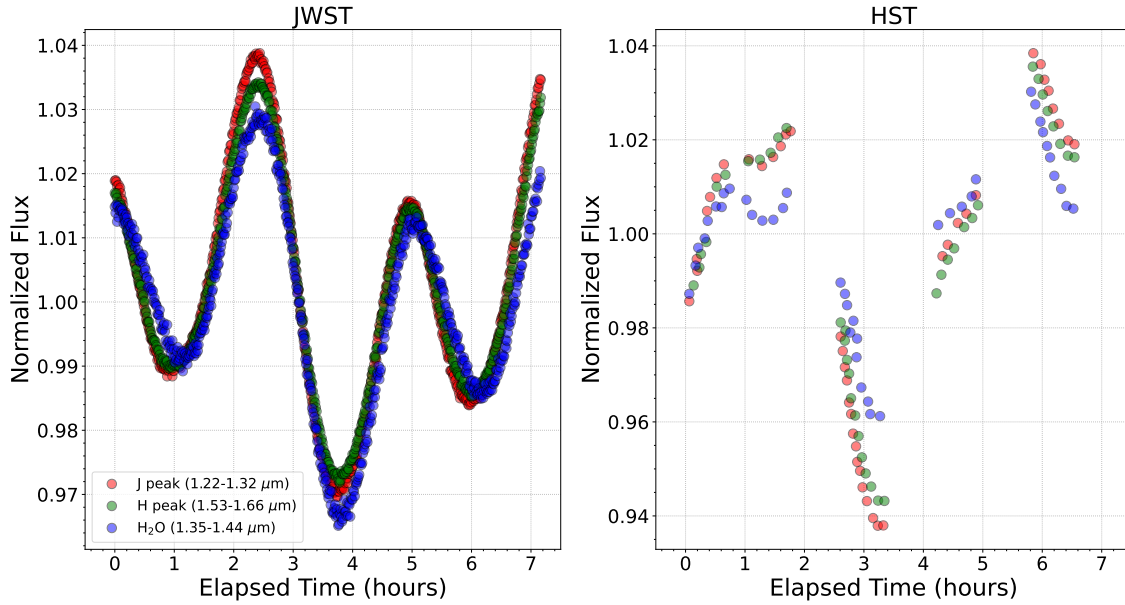 JWST
1.04
1.03
1.02
1.01
1.00
0.99
0.98
0.97
Normalized Flux
J peak (1.22-1.32 μm)
H peak (1.53-1.66 μm)
H₂O (1.35-1.44 μm)
0 1 2 3 4 5 6 7
Elapsed Time (hours)
HST
1.04
1.02
1.00
0.98
0.96
0.94
Normalized Flux
0 1 2 3 4 5 6 7
Elapsed Time (hours)